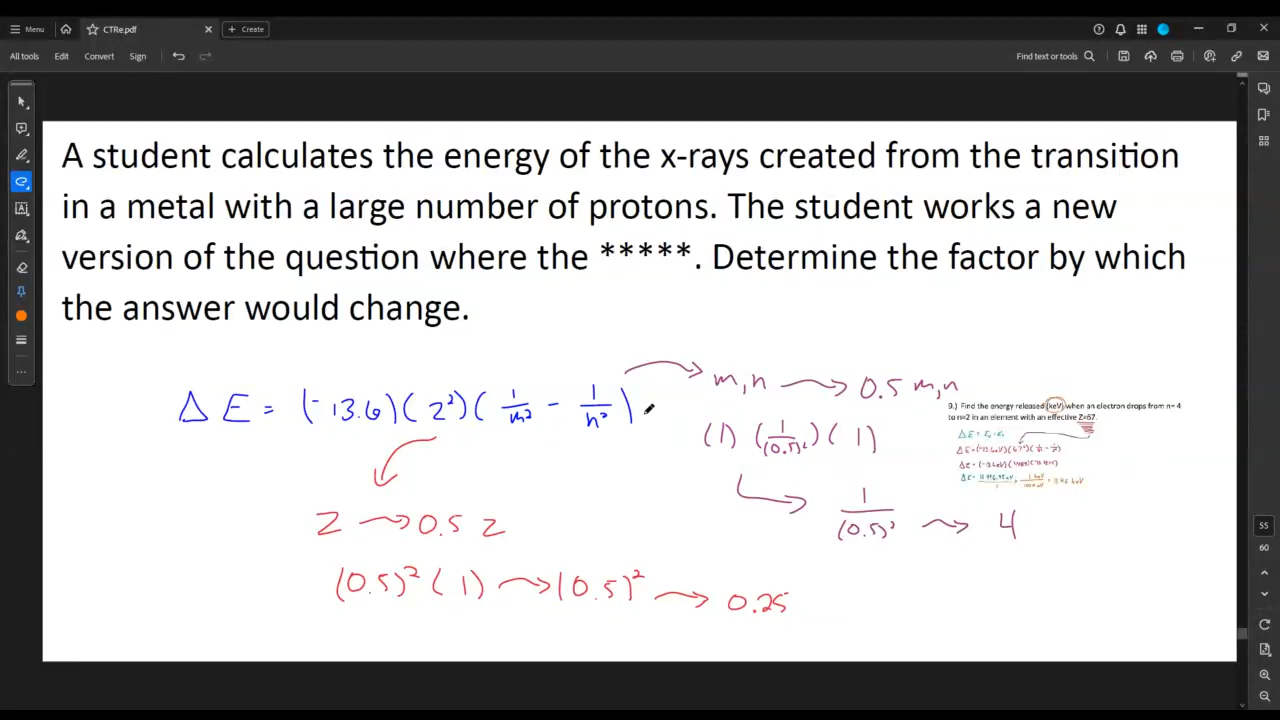 Menu
CTRe.pdf
Create
All tools Edit Convert Sign
Find text or tools
A student calculates the energy of the x-rays created from the transition
in a metal with a large number of protons. The student works a new
version of the question where the *****. Determine the factor by which
the answer would change.
Δ E = (-13.6)(Z²)(1/m² - 1/n²)
m,n → 0.5 m,n
(1) (1/(0.5)²) (1)
1/(0.5)² → 4
Z → 0.5 Z
(0.5)² (1) → (0.5)² → 0.25
9.) Find the energy released (keV) when an electron drops from n= 4
to n=2 in an element with an effective Z=67.
55
60